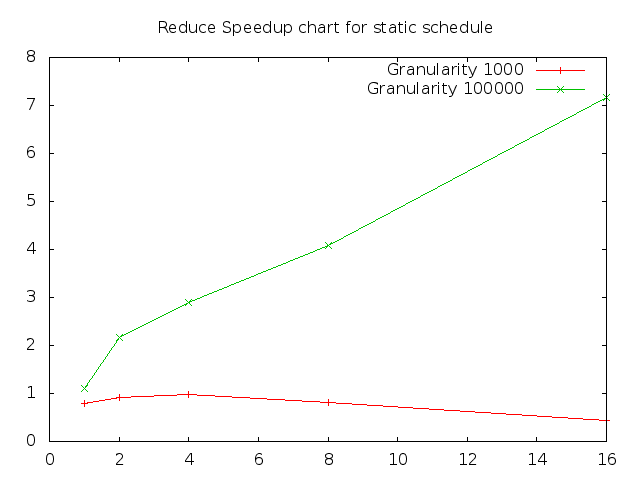 Reduce Speedup chart for static schedule
Granularity 1000
Granularity 100000
8
7
6
5
4
3
2
1
0
0 2 4 6 8 10 12 14 16